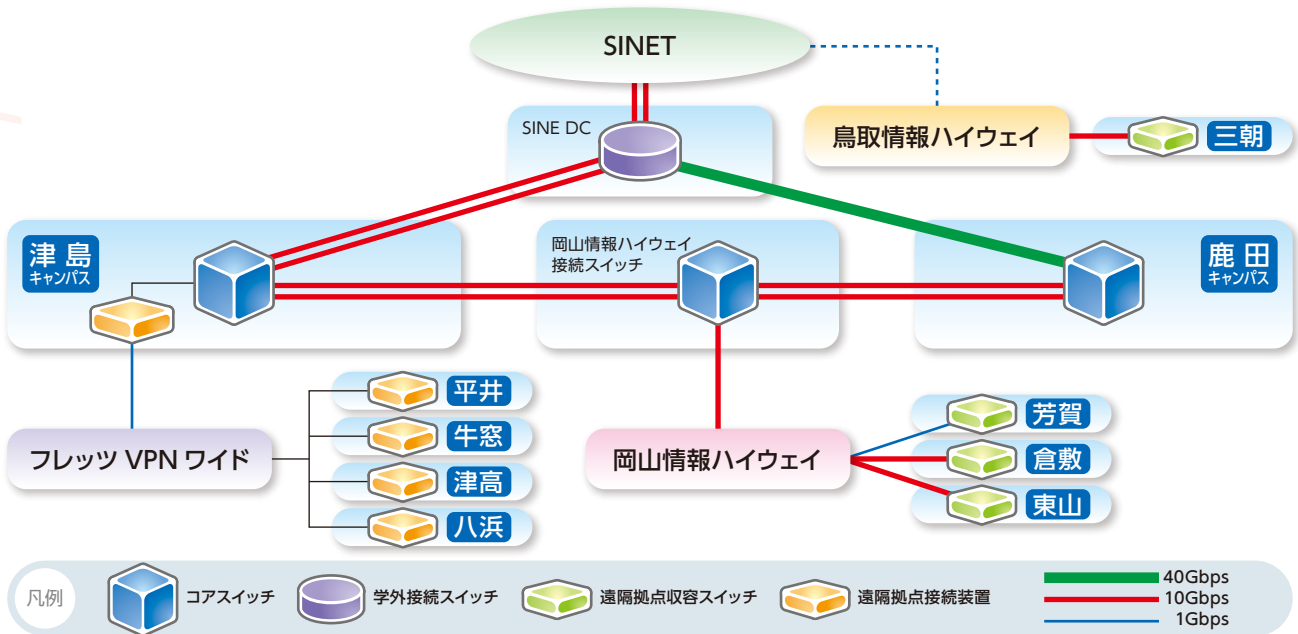 SINET
SINE DC
鳥取情報ハイウェイ
三朝
津島
キャンパス
岡山情報ハイウェイ
接続スイッチ
鹿田
キャンパス
平井
牛窓
津高
八浜
フレッツ VPN ワイド
岡山情報ハイウェイ
芳賀
倉敷
東山
凡例
コアスイッチ
学外接続スイッチ
遠隔拠点収容スイッチ
遠隔拠点接続装置
40Gbps
10Gbps
1Gbps